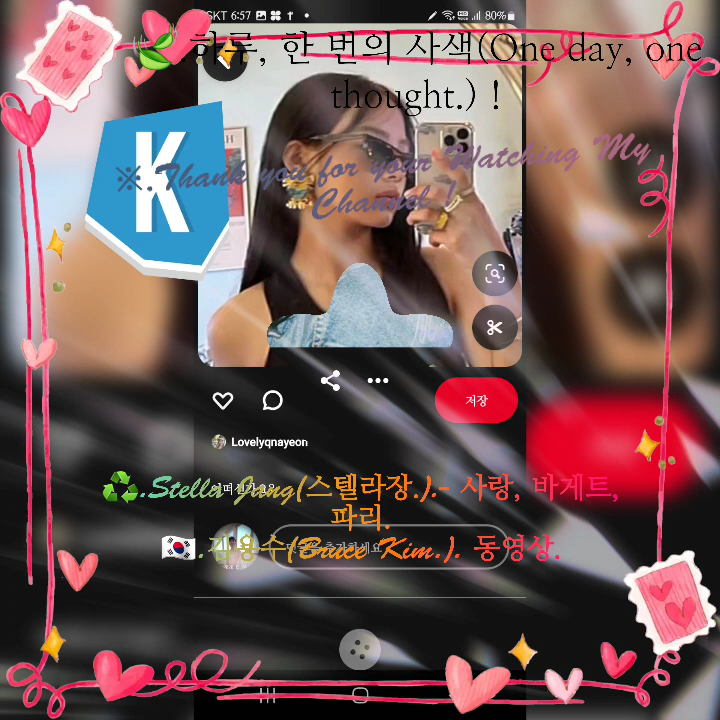 SKT 6:57 80%
하루, 한 번의 사색(One day, one
thought.) !
K
※.Thank you for your Watching My
Channel !
저장
Lovelyqnayeon
♻.Stella Jang(스텔라장.).- 사랑, 바게트,
파리.
🇰🇷.김용수(Bruce Kim.). 동영상.